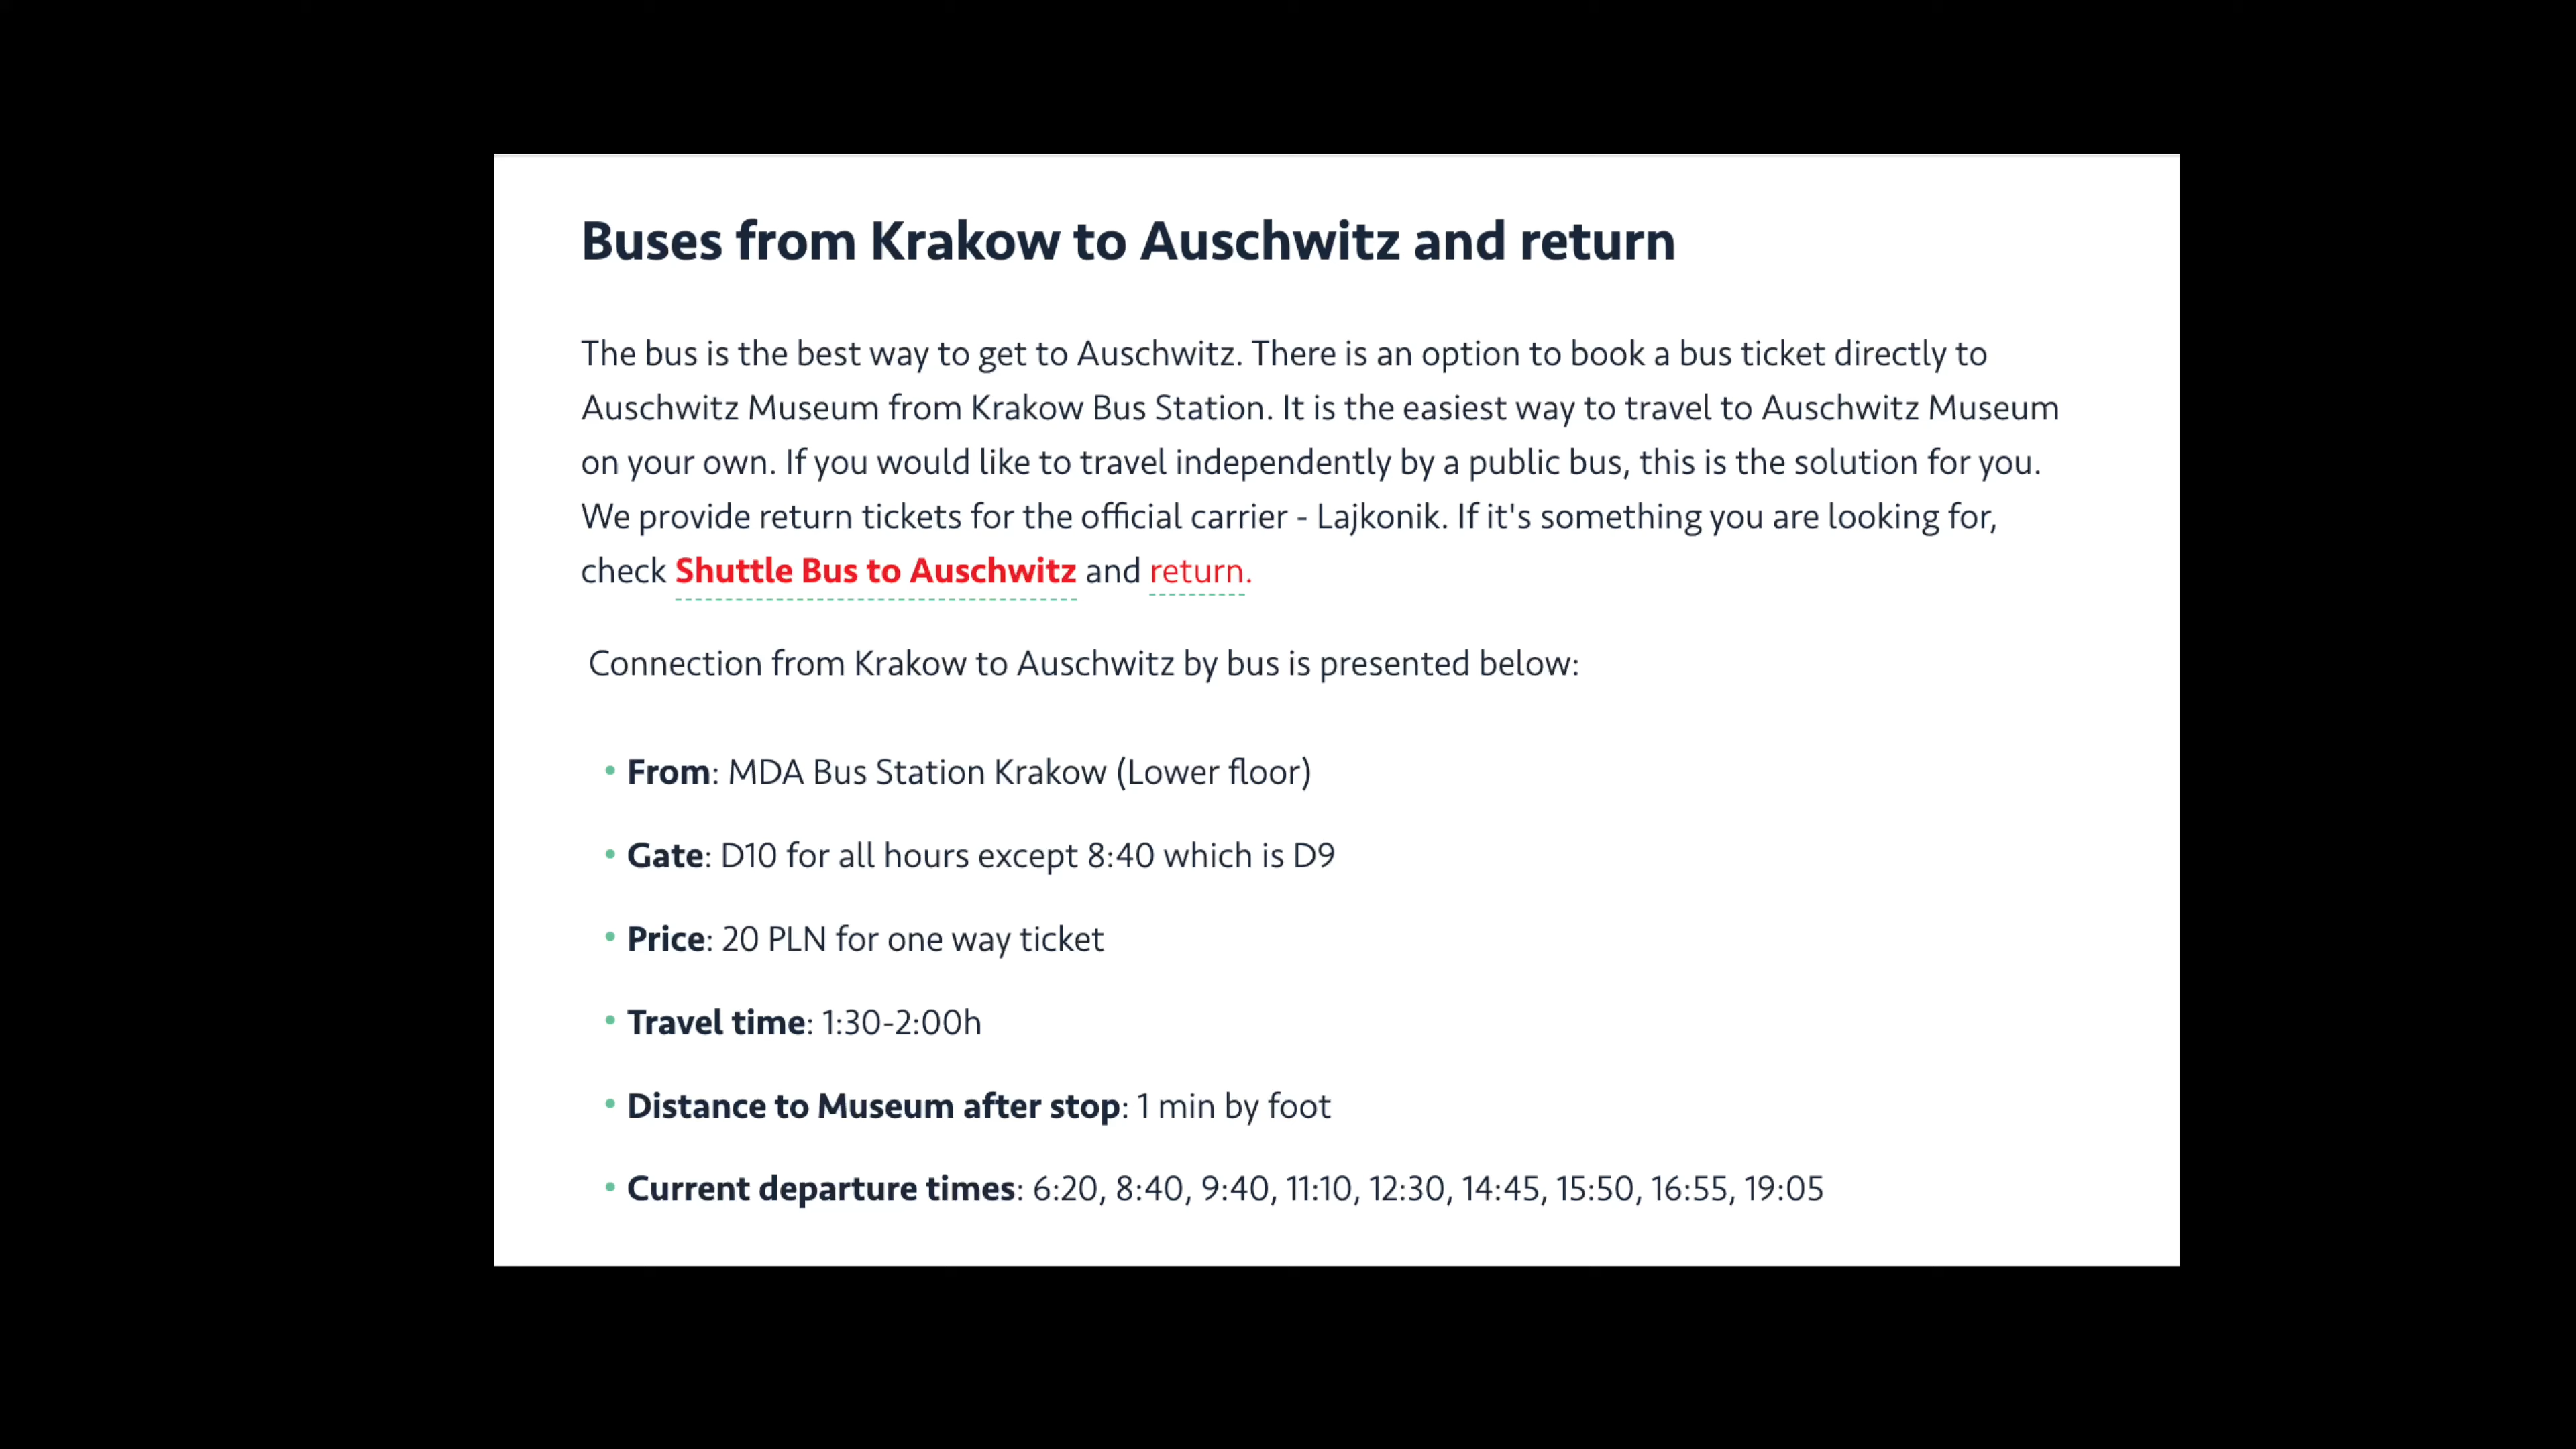 Buses from Krakow to Auschwitz and return
The bus is the best way to get to Auschwitz. There is an option to book a bus ticket directly to
Auschwitz Museum from Krakow Bus Station. It is the easiest way to travel to Auschwitz Museum
on your own. If you would like to travel independently by a public bus, this is the solution for you.
We provide return tickets for the official carrier - Lajkonik. If it's something you are looking for,
check Shuttle Bus to Auschwitz and return.
Connection from Krakow to Auschwitz by bus is presented below:
• From: MDA Bus Station Krakow (Lower floor)
• Gate: D10 for all hours except 8:40 which is D9
• Price: 20 PLN for one way ticket
• Travel time: 1:30-2:00h
• Distance to Museum after stop: 1 min by foot
• Current departure times: 6:20, 8:40, 9:40, 11:10, 12:30, 14:45, 15:50, 16:55, 19:05